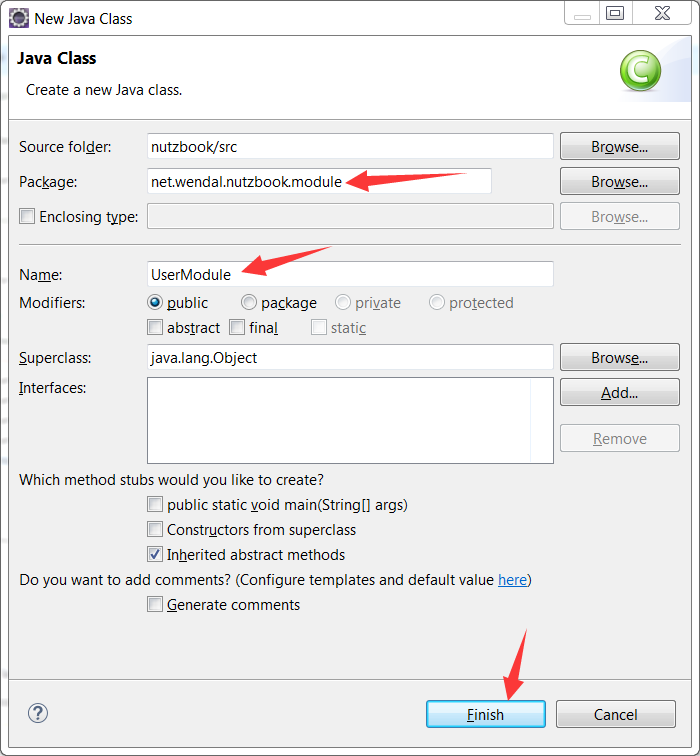 New Java Class
Java Class
Create a new Java class.
C
Source folder: nutzbook/src Browse...
Package: net.wendal.nutzbook.module Browse...
Enclosing type: Browse...
Name: UserModule
Modifiers: public package private protected
abstract final static
Superclass: java.lang.Object Browse...
Interfaces: Add...
Remove
Which method stubs would you like to create?
public static void main(String[] args)
Constructors from superclass
Inherited abstract methods
Do you want to add comments? (Configure templates and default value here)
Generate comments
? Finish Cancel